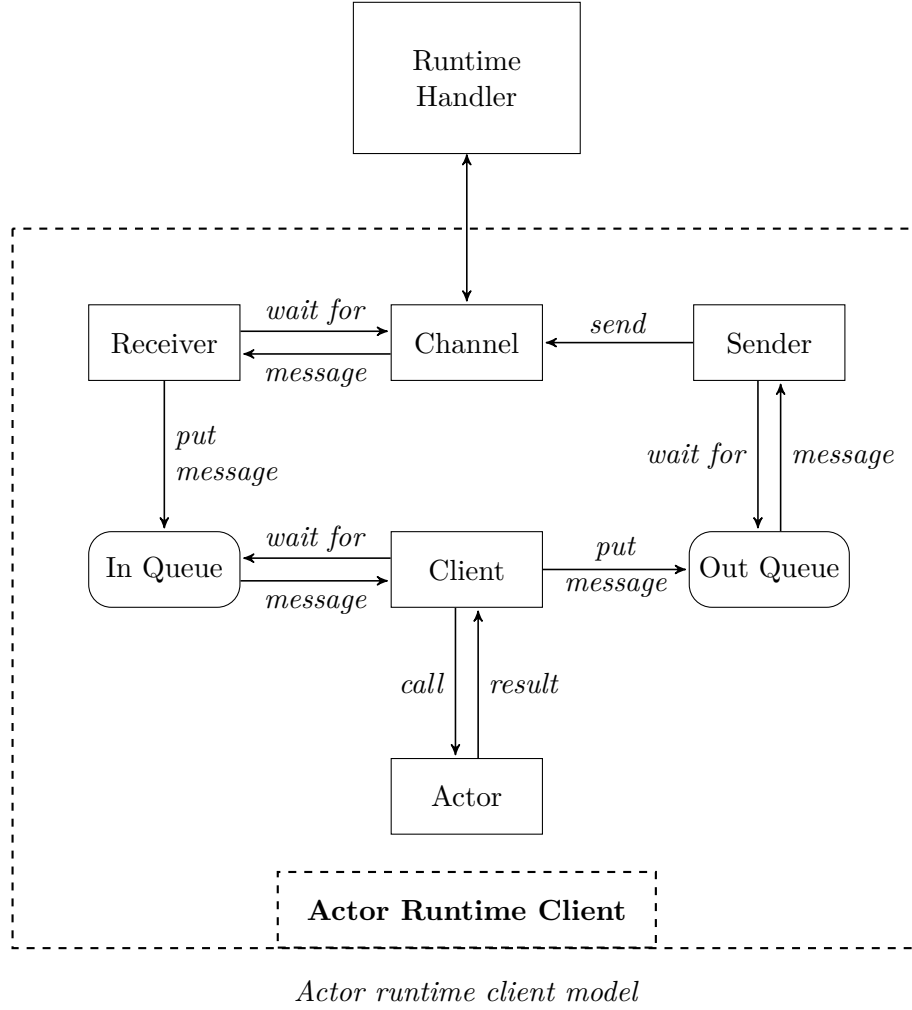 Runtime
Handler
wait for
send
Receiver
Channel
Sender
message
put
message
wait for
message
wait for
put
In Queue
Client
Out Queue
message
message
call
result
Actor
Actor Runtime Client
Actor runtime client model